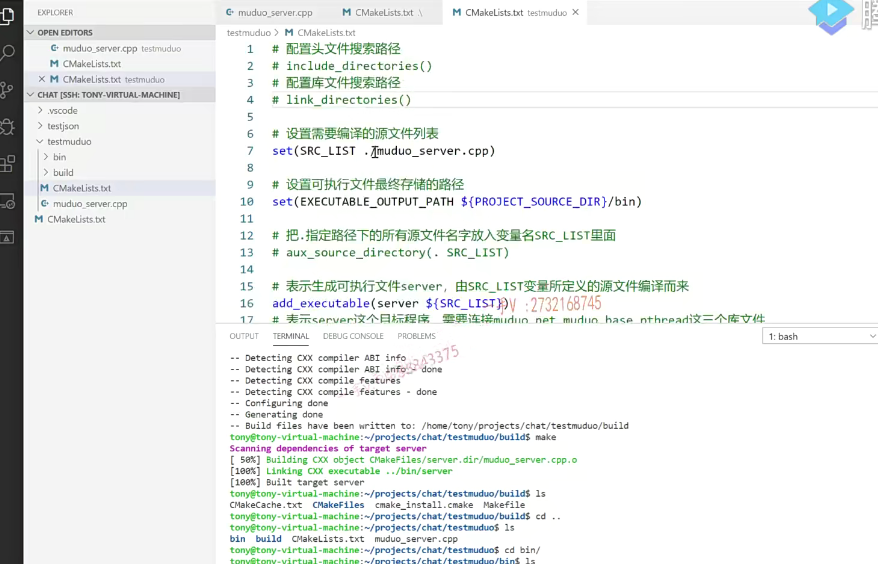 EXPLORER
OPEN EDITORS
muduo_server.cpp testmuduo
CMakeLists.txt
CMakeLists.txt testmuduo
CHAT [SSH: TONY-VIRTUAL-MACHINE]
.vscode
testjson
testmuduo
bin
build
CMakeLists.txt
muduo_server.cpp
CMakeLists.txt
muduo_server.cpp
CMakeLists.txt \
CMakeLists.txt testmuduo
testmuduo > CMakeLists.txt
1 # 配置头文件搜索路径
2 # include_directories()
3 # 配置库文件搜索路径
4 # link_directories()
5
6 # 设置需要编译的源文件列表
7 set(SRC_LIST ./muduo_server.cpp)
8
9 # 设置可执行文件最终存储的路径
10 set(EXECUTABLE_OUTPUT_PATH ${PROJECT_SOURCE_DIR}/bin)
11
12 # 把.指定路径下的所有源文件名字放入变量名SRC_LIST里面
13 # aux_source_directory(. SRC_LIST)
14
15 # 表示生成可执行文件server，由SRC_LIST变量所定义的源文件编译而来
16 add_executable(server ${SRC_LIST})
17 # 表示server这个目标程序，需要连接muduo_net muduo_base pthread这三个库文件
:2732168745
OUTPUT TERMINAL DEBUG CONSOLE PROBLEMS
1: bash
-- Detecting CXX compiler ABI info
-- Detecting CXX compiler ABI info - done
-- Detecting CXX compile features
-- Detecting CXX compile features - done
-- Configuring done
-- Generating done
-- Build files have been written to: /home/tony/projects/chat/testmuduo/build
tony@tony-virtual-machine:~/projects/chat/testmuduo/build$ make
Scanning dependencies of target server
[ 50%] Building CXX object CMakeFiles/server.dir/muduo_server.cpp.o
[100%] Linking CXX executable ../bin/server
[100%] Built target server
tony@tony-virtual-machine:~/projects/chat/testmuduo/build$ ls
CMakeCache.txt CMakeFiles cmake_install.cmake Makefile
tony@tony-virtual-machine:~/projects/chat/testmuduo/build$ cd ..
tony@tony-virtual-machine:~/projects/chat/testmuduo$ ls
bin build CMakeLists.txt muduo_server.cpp
tony@tony-virtual-machine:~/projects/chat/testmuduo$ cd bin/
tony@tony-virtual-machine:~/projects/chat/testmuduo/bin$ ls